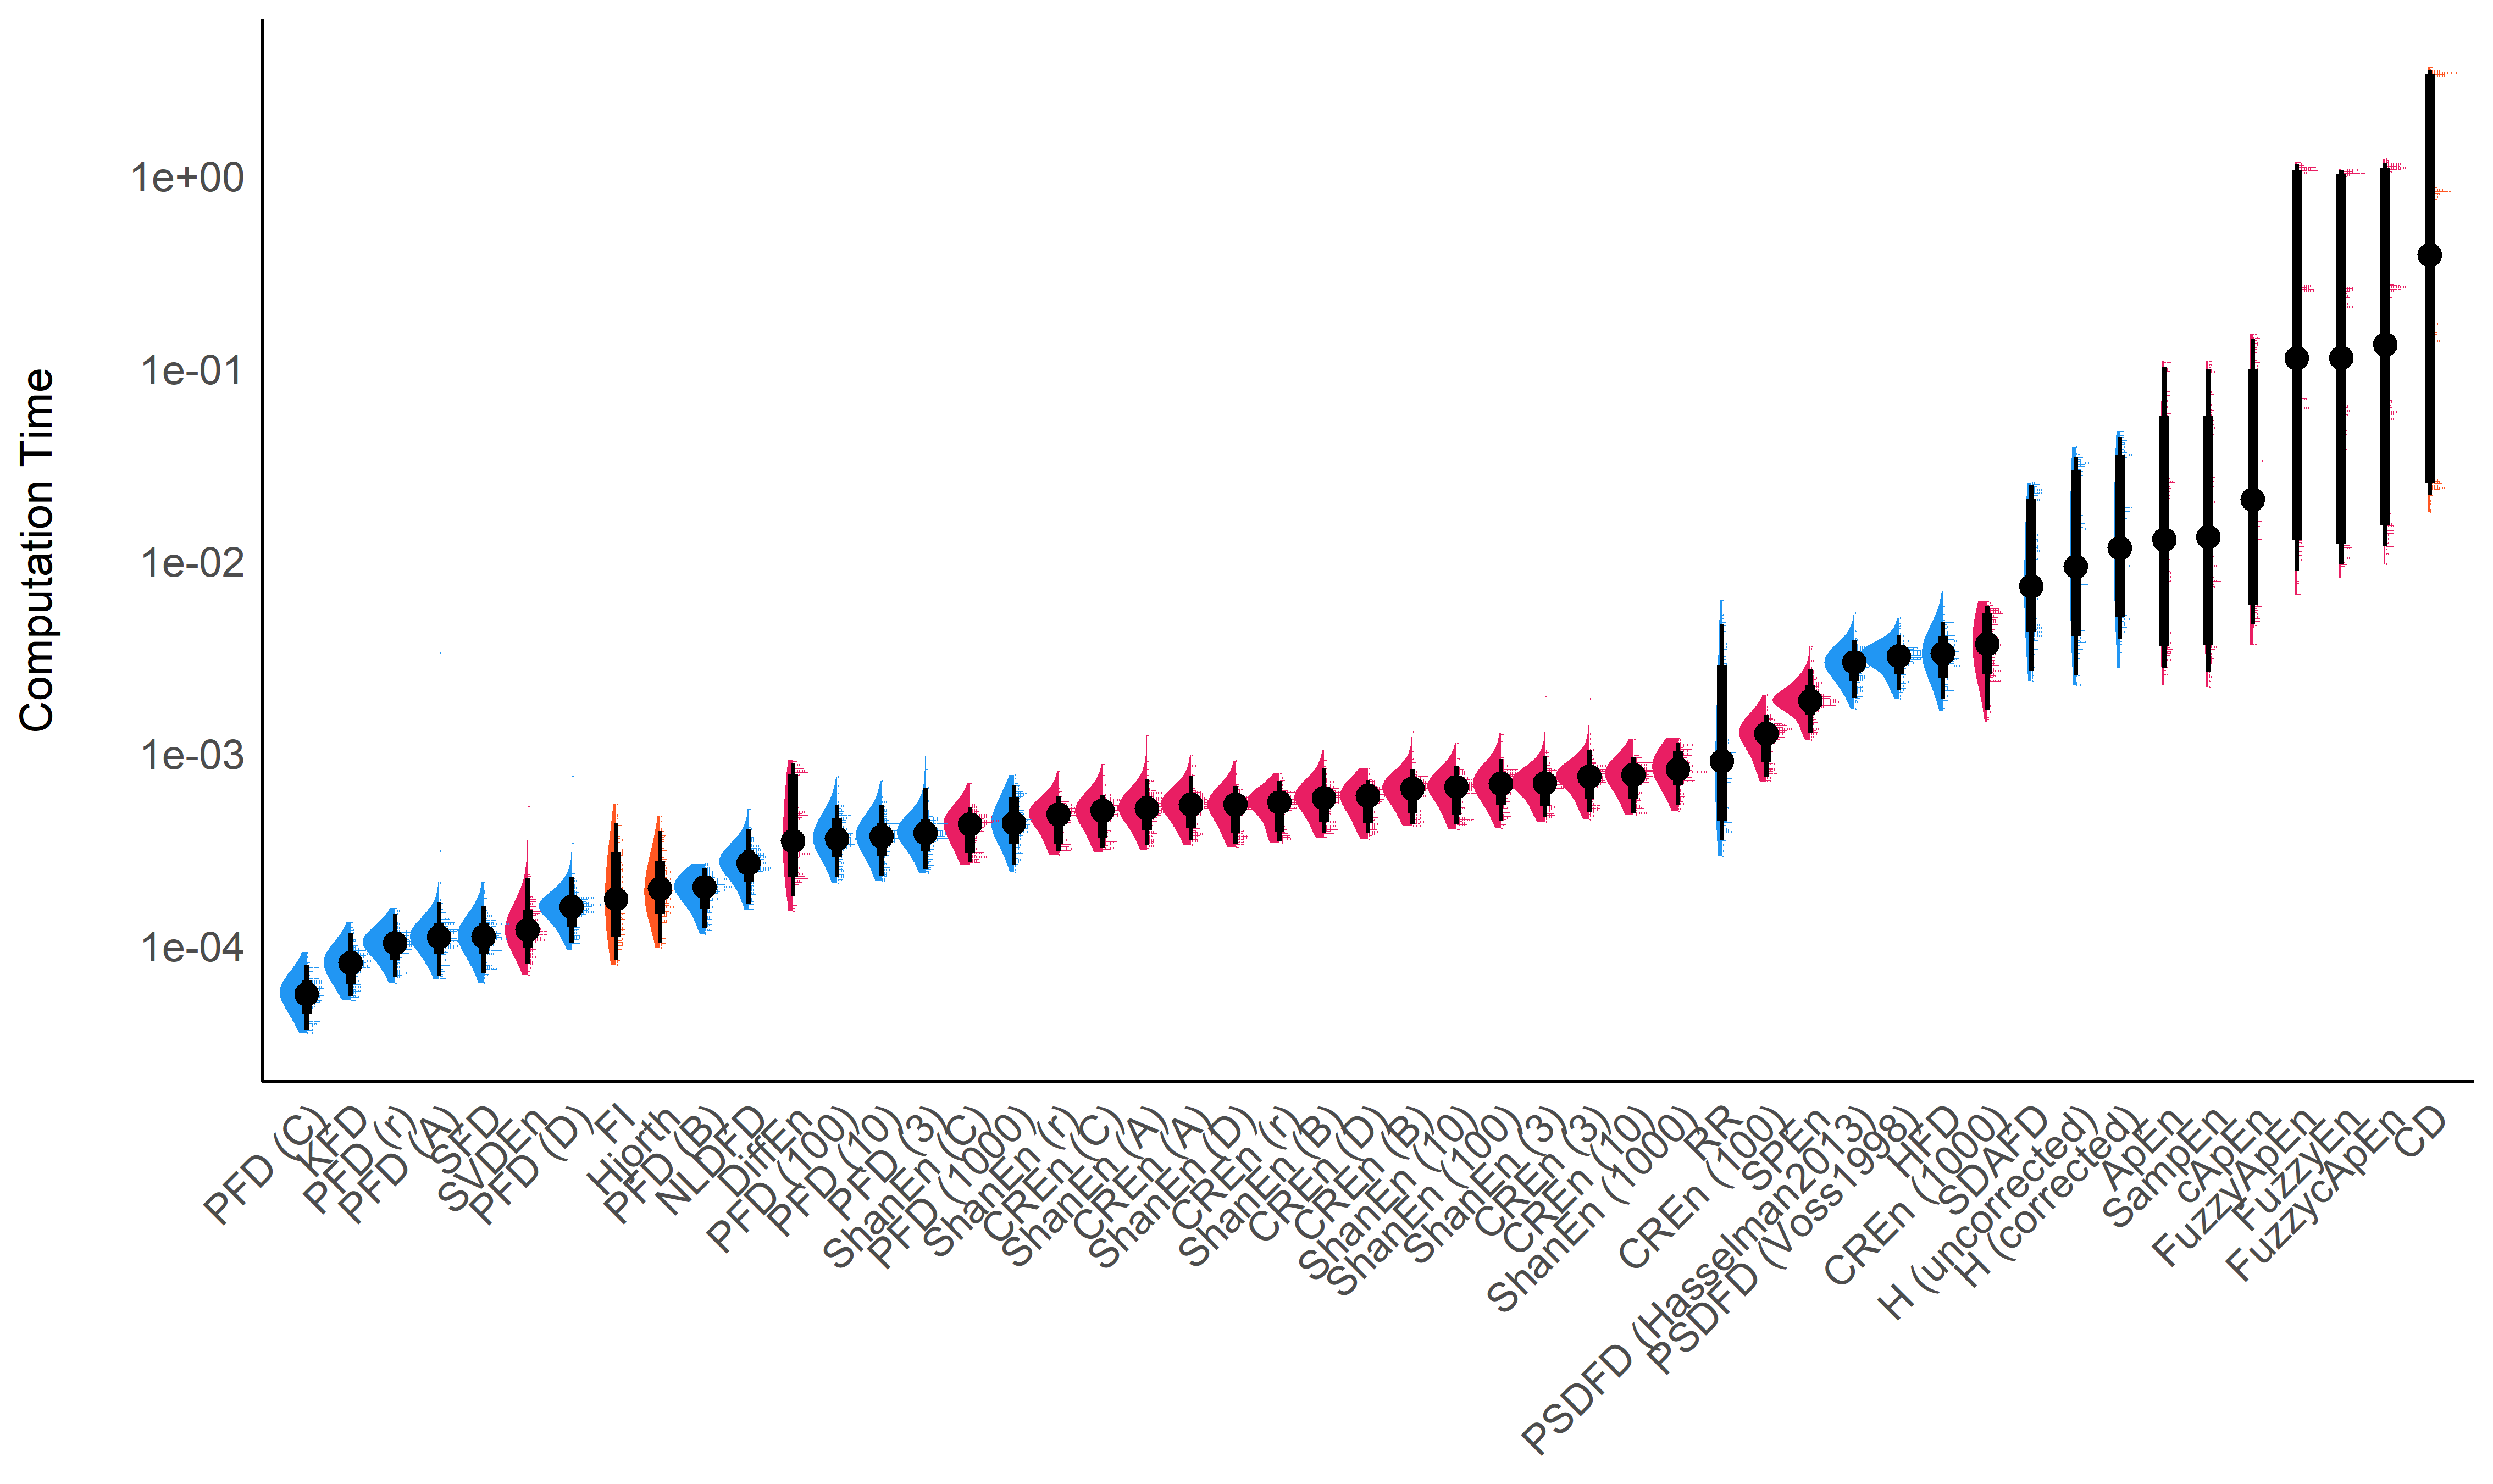 Computation Time
1e+00
1e-01
1e-02
1e-03
1e-04
PFD (C)
KFD
PFD (r)
PFD (A)
SFD
SVDEn
PFD (D)
FI
Hjorth
PFD (B)
NLDFD
DiffEn
PFD (100)
PFD (10)
PFD (3)
ShanEn (C)
PFD (1000)
ShanEn (r)
CREn (C)
ShanEn (A)
CREn (A)
ShanEn (D)
CREn (r)
ShanEn (B)
CREn (D)
CREn (B)
ShanEn (10)
ShanEn (100)
ShanEn (3)
CREn (3)
CREn (10)
ShanEn (1000)
RR
CREn (100)
SPEn
PSDFD (Hasselman2013)
PSDFD (Voss1998)
HFD
CREn (1000)
SDAFD
H (uncorrected)
H (corrected)
ApEn
SampEn
cApEn
FuzzyApEn
FuzzyEn
FuzzycApEn
CD